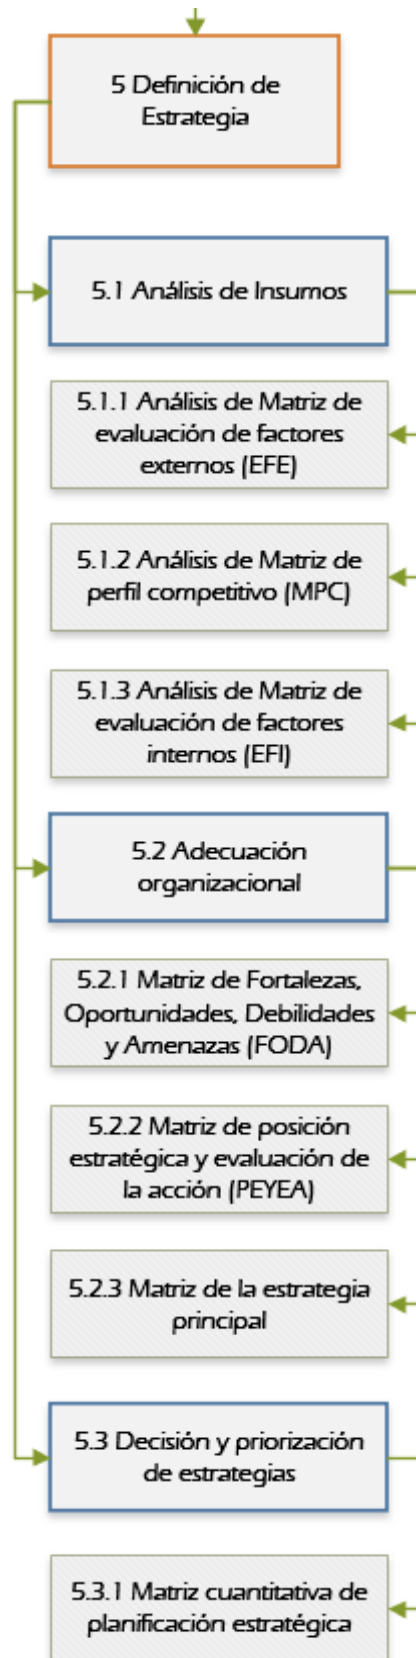 5 Definición de
Estrategia
5.1 Análisis de Insumos
5.1.1 Análisis de Matriz de
evaluación de factores
externos (EFE)
5.1.2 Análisis de Matriz de
perfil competitivo (MPC)
5.1.3 Análisis de Matriz de
evaluación de factores
internos (EFI)
5.2 Adecuación
organizacional
5.2.1 Matriz de Fortalezas,
Oportunidades, Debilidades
y Amenazas (FODA)
5.2.2 Matriz de posición
estratégica y evaluación de
la acción (PEYEA)
5.2.3 Matriz de la estrategia
principal
5.3 Decisión y priorización
de estrategias
5.3.1 Matriz cuantitativa de
planificación estratégica